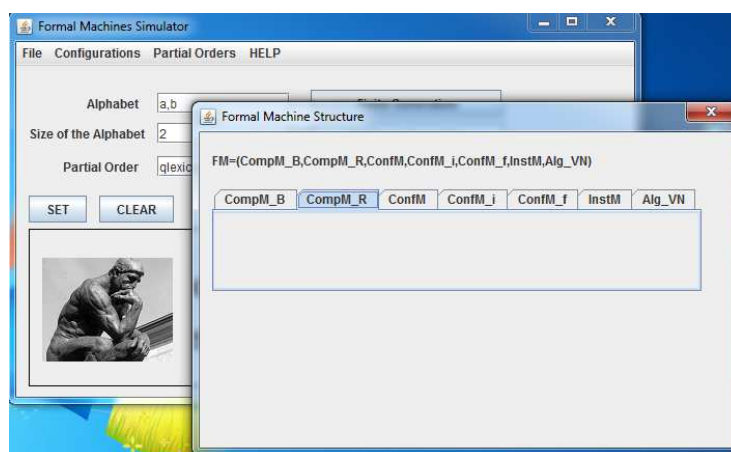 Formal Machines Simulator
File Configurations Partial Orders HELP
Alphabet a,b
Size of the Alphabet 2
Partial Order
SET CLEAR
Formal Machine Structure
FM=(CompM_B,CompM_R,ConfM,ConfM_i,ConfM_f,InstM,Alg_VN)
CompM_B CompM_R ConfM ConfM_i ConfM_f InstM Alg_VN